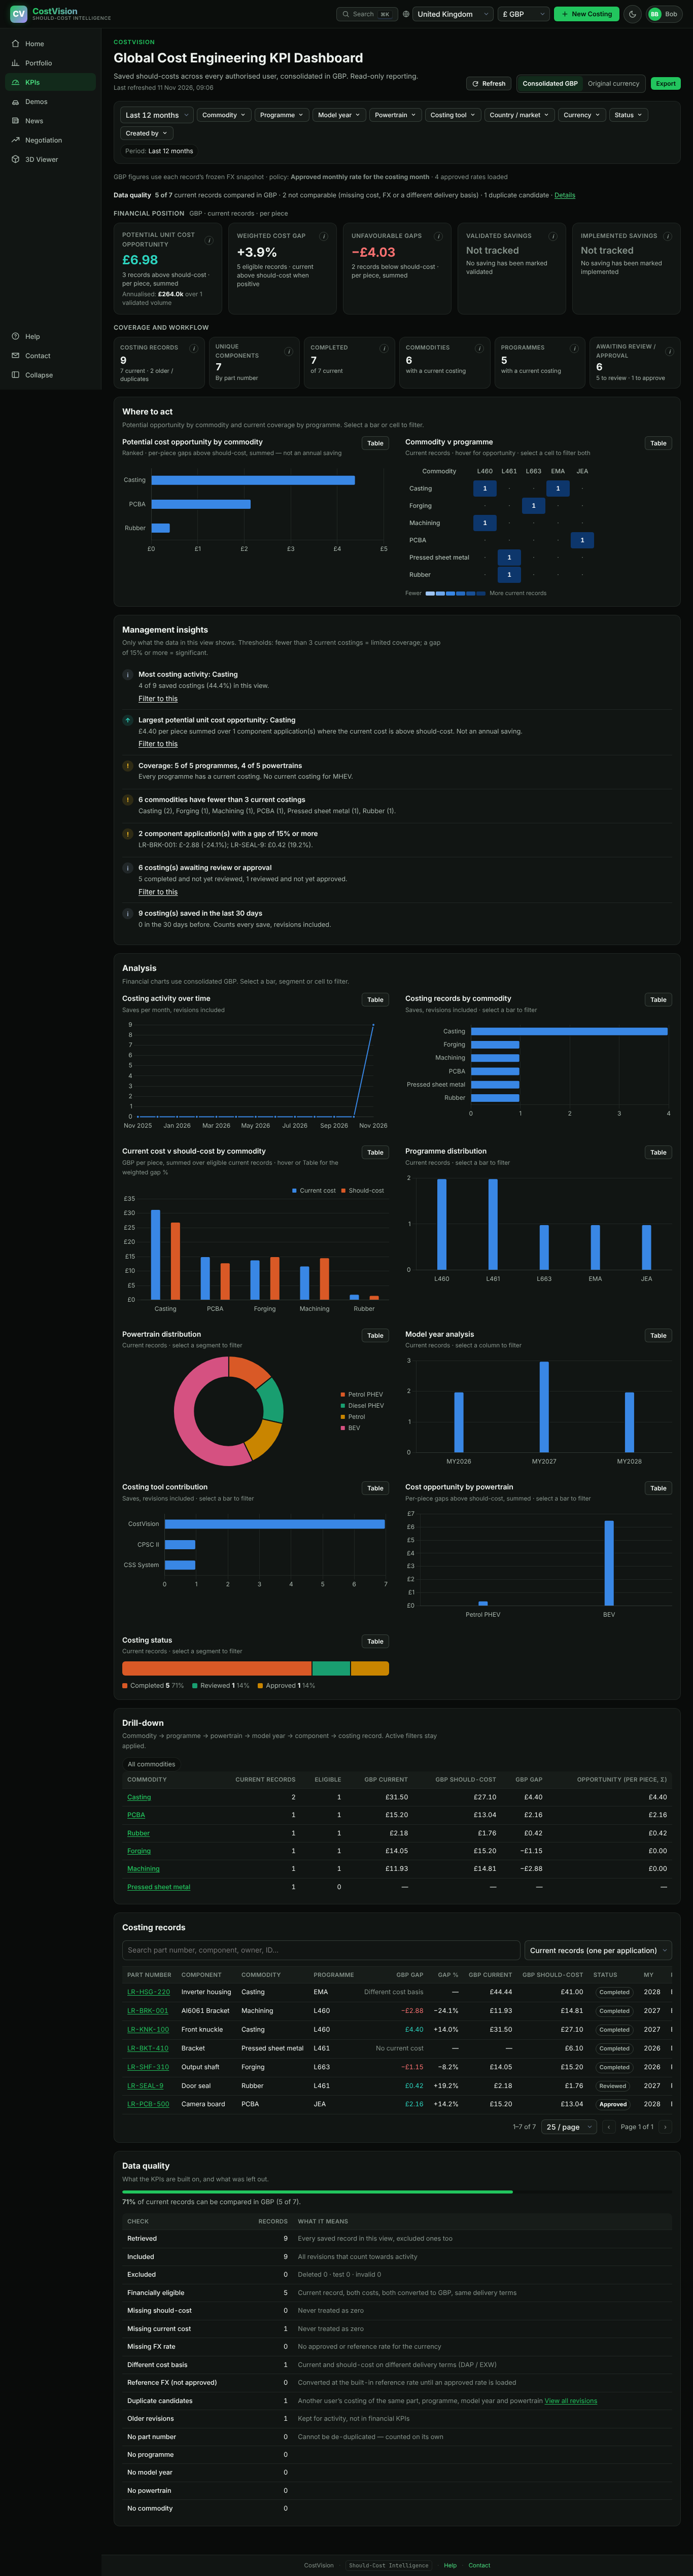 CV CostVision
SHOULD-COST INTELLIGENCE
Search ⌘K
United Kingdom
£ GBP
+ New Costing
BB Bob
Home
Portfolio
KPIs
Demos
News
Negotiation
3D Viewer
Help
Contact
Collapse
COSTVISION
Global Cost Engineering KPI Dashboard
Saved should-costs across every authorised user, consolidated in GBP. Read-only reporting.
Last refreshed 11 Nov 2026, 09:06
Refresh
Consolidated GBP Original currency
Export
Last 12 months Commodity Programme Model year Powertrain Costing tool Country / market Currency Status
Created by
Period: Last 12 months
GBP figures use each record's frozen FX snapshot · policy: Approved monthly rate for the costing month · 4 approved rates loaded
Data quality 5 of 7 current records compared in GBP · 2 not comparable (missing cost, FX or a different delivery basis) · 1 duplicate candidate · Details
FINANCIAL POSITION GBP · current records · per piece
POTENTIAL UNIT COST OPPORTUNITY i
£6.98
3 records above should-cost · per piece, summed
Annualised: £264.0k over 1 validated volume
WEIGHTED COST GAP i
+3.9%
5 eligible records · current above should-cost when positive
UNFAVOURABLE GAPS i
−£4.03
2 records below should-cost · per piece, summed
VALIDATED SAVINGS i
Not tracked
No saving has been marked validated
IMPLEMENTED SAVINGS i
Not tracked
No saving has been marked implemented
COVERAGE AND WORKFLOW
COSTING RECORDS i
9
7 current · 2 older / duplicates
UNIQUE COMPONENTS i
7
By part number
COMPLETED i
7
of 7 current
COMMODITIES i
6
with a current costing
PROGRAMMES i
5
with a current costing
AWAITING REVIEW / APPROVAL i
6
5 to review · 1 to approve
Where to act
Potential opportunity by commodity and current coverage by programme. Select a bar or cell to filter.
Potential cost opportunity by commodity Table
Ranked · per-piece gaps above should-cost, summed — not an annual saving
Casting
PCBA
Rubber
£0 £1 £2 £3 £4 £5
Commodity v programme Table
Current records · hover for opportunity · select a cell to filter both
Commodity L460 L461 L663 EMA JEA
Casting 1 · · 1 ·
Forging · · 1 · ·
Machining 1 · · · ·
PCBA · · · · 1
Pressed sheet metal · 1 · · ·
Rubber · 1 · · ·
Fewer More current records
Management insights
Only what the data in this view shows. Thresholds: fewer than 3 current costings = limited coverage; a gap
of 15% or more = significant.
i Most costing activity: Casting
4 of 9 saved costings (44.4%) in this view.
Filter to this
Largest potential unit cost opportunity: Casting
£4.40 per piece summed over 1 component application(s) where the current cost is above should-cost. Not an annual saving.
Filter to this
! Coverage: 5 of 5 programmes, 4 of 5 powertrains
Every programme has a current costing. No current costing for MHEV.
! 6 commodities have fewer than 3 current costings
Casting (2), Forging (1), Machining (1), PCBA (1), Pressed sheet metal (1), Rubber (1).
! 2 component application(s) with a gap of 15% or more
LR-BRK-001: £-2.88 (-24.1%); LR-SEAL-9: £0.42 (19.2%).
i 6 costing(s) awaiting review or approval
5 completed and not yet reviewed, 1 reviewed and not yet approved.
Filter to this
i 9 costing(s) saved in the last 30 days
0 in the 30 days before. Counts every save, revisions included.
Analysis
Financial charts use consolidated GBP. Select a bar, segment or cell to filter.
Costing activity over time Table
Saves per month, revisions included
9
8
7
6
5
4
3
2
1
0
Nov 2025 Jan 2026 Mar 2026 May 2026 Jul 2026 Sep 2026 Nov 2026
Costing records by commodity Table
Saves, revisions included · select a bar to filter
Casting
Forging
Machining
PCBA
Pressed sheet metal
Rubber
0 1 2 3 4
Current cost v should-cost by commodity Table
GBP per piece, summed over eligible current records · hover or Table for the
weighted gap %
Current cost Should-cost
£35
£30
£25
£20
£15
£10
£5
£0
Casting PCBA Forging Machining Rubber
Programme distribution Table
Current records · select a bar to filter
2
1
0
L460 L461 L663 EMA JEA
Powertrain distribution Table
Current records · select a segment to filter
Petrol PHEV
Diesel PHEV
Petrol
BEV
Model year analysis Table
Current records · select a column to filter
3
2
1
0
MY2026 MY2027 MY2028
Costing tool contribution Table
Saves, revisions included · select a bar to filter
CostVision
CPSC II
CSS System
0 1 2 3 4 5 6 7
Cost opportunity by powertrain Table
Per-piece gaps above should-cost, summed · select a bar to filter
£7
£6
£5
£4
£3
£2
£1
£0
Petrol PHEV BEV
Costing status Table
Current records · select a segment to filter
Completed 5 71% Reviewed 1 14% Approved 1 14%
Drill-down
Commodity → programme → powertrain → model year → component → costing record. Active filters stay
applied.
All commodities
COMMODITY CURRENT RECORDS ELIGIBLE GBP CURRENT GBP SHOULD-COST GBP GAP OPPORTUNITY (PER PIECE, Σ)
Casting 2 1 £31.50 £27.10 £4.40 £4.40
PCBA 1 1 £15.20 £13.04 £2.16 £2.16
Rubber 1 1 £2.18 £1.76 £0.42 £0.42
Forging 1 1 £14.05 £15.20 −£1.15 £0.00
Machining 1 1 £11.93 £14.81 −£2.88 £0.00
Pressed sheet metal 1 0 — — — —
Costing records
Search part number, component, owner, ID...
Current records (one per application)
PART NUMBER COMPONENT COMMODITY PROGRAMME GBP GAP GAP % GBP CURRENT GBP SHOULD-COST STATUS MY
LR-HSG-220 Inverter housing Casting EMA Different cost basis — £44.44 £41.00 Completed 2028
LR-BRK-001 Al6061 Bracket Machining L460 −£2.88 −24.1% £11.93 £14.81 Completed 2027
LR-KNK-100 Front knuckle Casting L460 £4.40 +14.0% £31.50 £27.10 Completed 2027
LR-BKT-410 Bracket Pressed sheet metal L461 No current cost — — £6.10 Completed 2026
LR-SHF-310 Output shaft Forging L663 −£1.15 −8.2% £14.05 £15.20 Completed 2026
LR-SEAL-9 Door seal Rubber L461 £0.42 +19.2% £2.18 £1.76 Reviewed 2027
LR-PCB-500 Camera board PCBA JEA £2.16 +14.2% £15.20 £13.04 Approved 2028
1–7 of 7 25 / page ‹ Page 1 of 1 ›
Data quality
What the KPIs are built on, and what was left out.
71% of current records can be compared in GBP (5 of 7).
CHECK RECORDS WHAT IT MEANS
Retrieved 9 Every saved record in this view, excluded ones too
Included 9 All revisions that count towards activity
Excluded 0 Deleted 0 · test 0 · invalid 0
Financially eligible 5 Current record, both costs, both converted to GBP, same delivery terms
Missing should-cost 0 Never treated as zero
Missing current cost 1 Never treated as zero
Missing FX rate 0 No approved or reference rate for the currency
Different cost basis 1 Current and should-cost on different delivery terms (DAP / EXW)
Reference FX (not approved) 0 Converted at the built-in reference rate until an approved rate is loaded
Duplicate candidates 1 Another user's costing of the same part, programme, model year and powertrain View all revisions
Older revisions 1 Kept for activity, not in financial KPIs
No part number 0 Cannot be de-duplicated — counted on its own
No programme 0
No model year 0
No powertrain 0
No commodity 0
CostVision Should-Cost Intelligence Help Contact